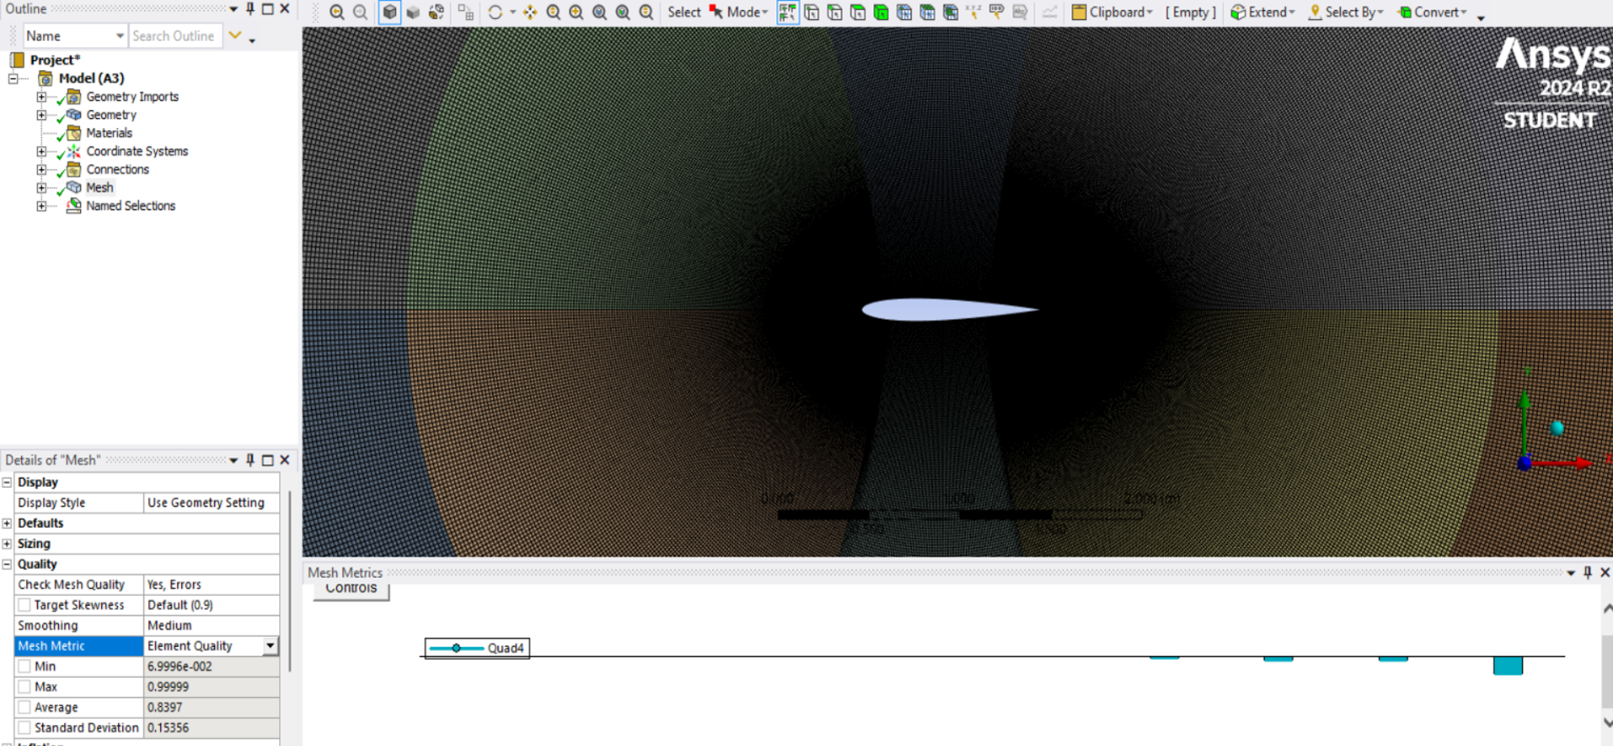 Outline
Select Mode [ Empty ] Clipboard Extend Select By Convert
Name Search Outline
Project*
Model (A3)
Geometry Imports
Geometry
Materials
Coordinate Systems
Connections
Mesh
Named Selections
Ansys
2024 R2
STUDENT
Y
0.000 1.000 2.000 (m)
0.500 1.500
Details of "Mesh"
Display
Display Style Use Geometry Setting
Defaults
Sizing
Quality
Check Mesh Quality Yes, Errors
Target Skewness Default (0.9)
Smoothing Medium
Mesh Metric Element Quality
Min 6.9996e-002
Max 0.99999
Average 0.8397
Standard Deviation 0.15356
Mesh Metrics
Controls
Quad4